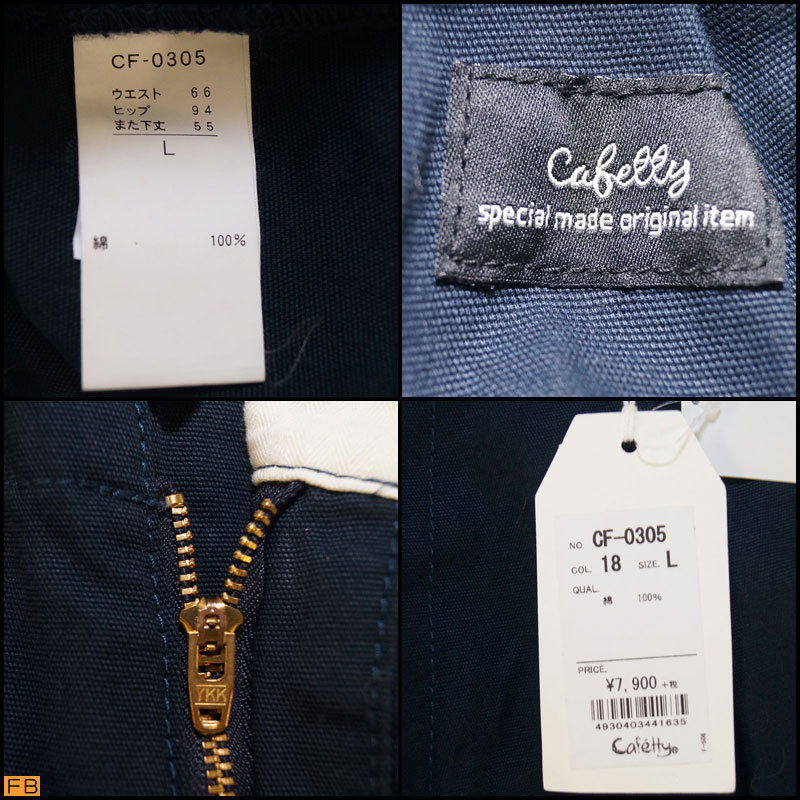 CF-0305
ウエスト 66
ヒップ 94
また下丈 55
L
綿 100%
Cafetty
special made original item
YKK
NO. CF-0305
COL. 18 SIZE. L
QUAL.
綿 100%
PRICE.
¥7,900 +税
4930403441635
Cafétty®
F-506
FB